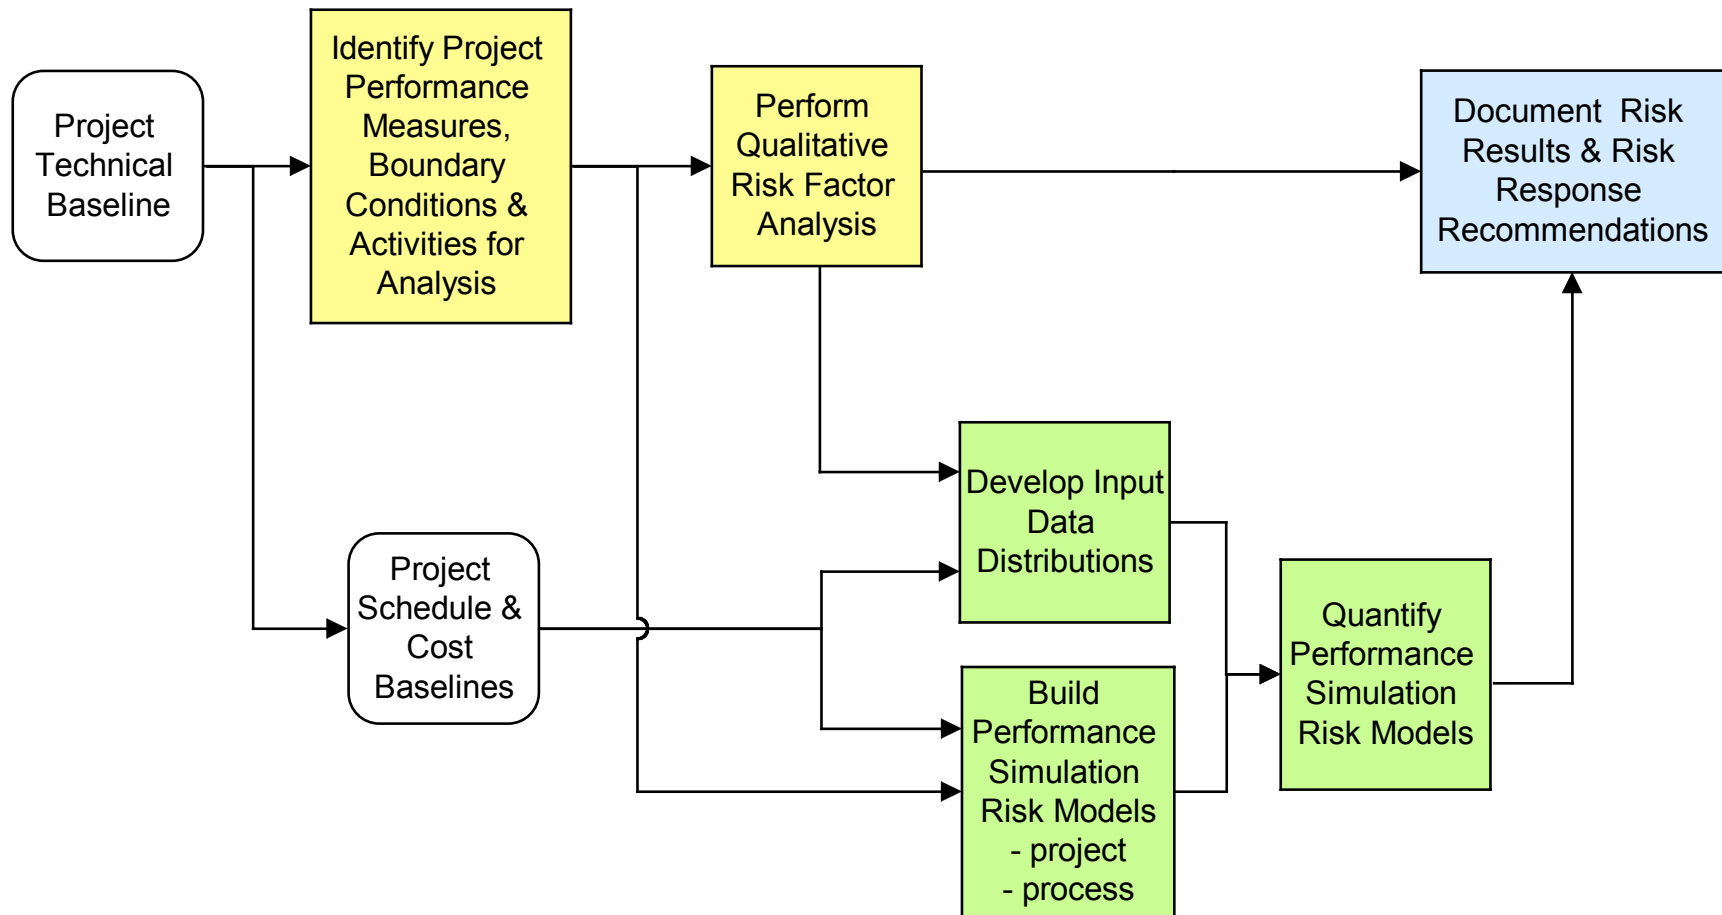 Project
Technical
Baseline
Identify Project
Performance
Measures,
Boundary
Conditions &
Activities for
Analysis
Perform
Qualitative
Risk Factor
Analysis
Document Risk
Results & Risk
Response
Recommendations
Project
Schedule &
Cost
Baselines
Develop Input
Data
Distributions
Build
Performance
Simulation
Risk Models
- project
- process
Quantify
Performance
Simulation
Risk Models